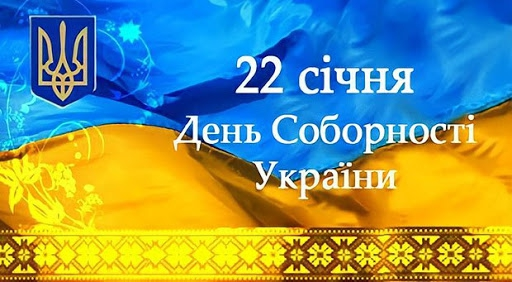 22 січня
День Соборності
України